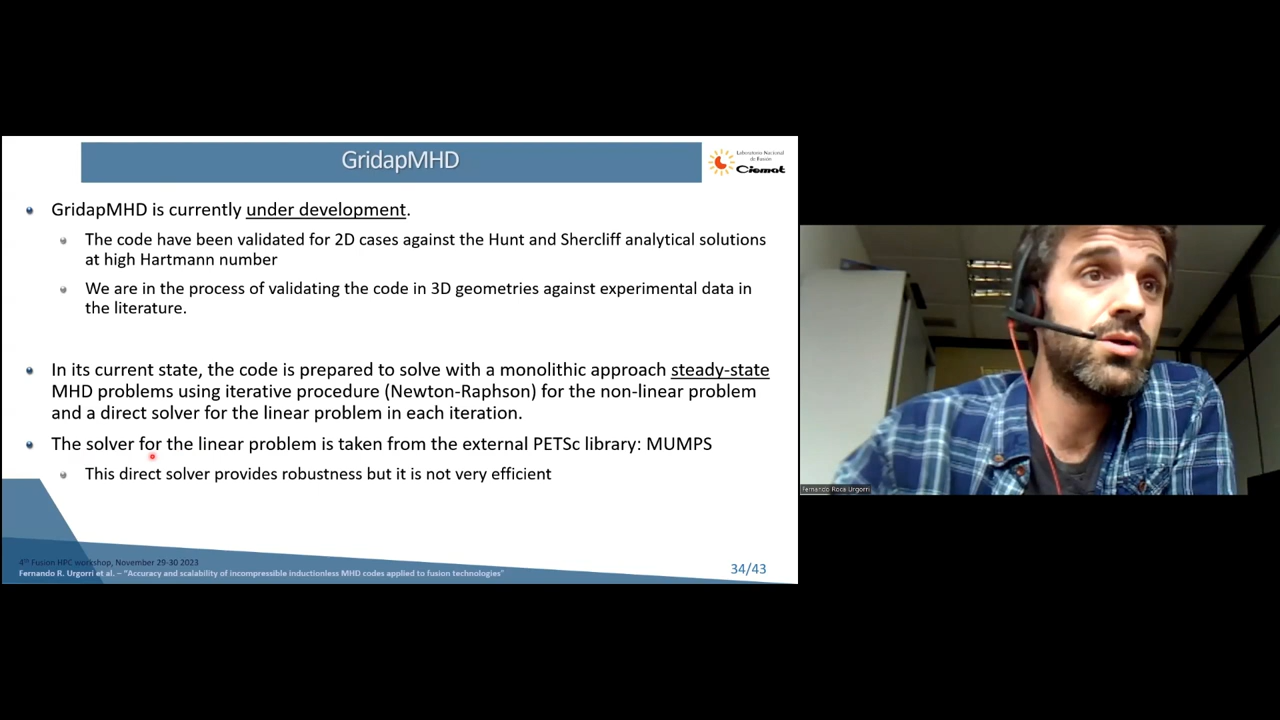 GridapMHD
Laboratorio Nacional
de Fusión
Ciemat
GridapMHD is currently under development.
The code have been validated for 2D cases against the Hunt and Shercliff analytical solutions
at high Hartmann number
We are in the process of validating the code in 3D geometries against experimental data in
the literature.
In its current state, the code is prepared to solve with a monolithic approach steady-state
MHD problems using iterative procedure (Newton-Raphson) for the non-linear problem
and a direct solver for the linear problem in each iteration.
The solver for the linear problem is taken from the external PETSc library: MUMPS
This direct solver provides robustness but it is not very efficient
4TH Fusion HPC workshop, November 29-30 2023
Fernando R. Urgorri et al. – "Accuracy and scalability of incompressible inductionless MHD codes applied to fusion technologies"
34/43
Fernando Roca Urgorri